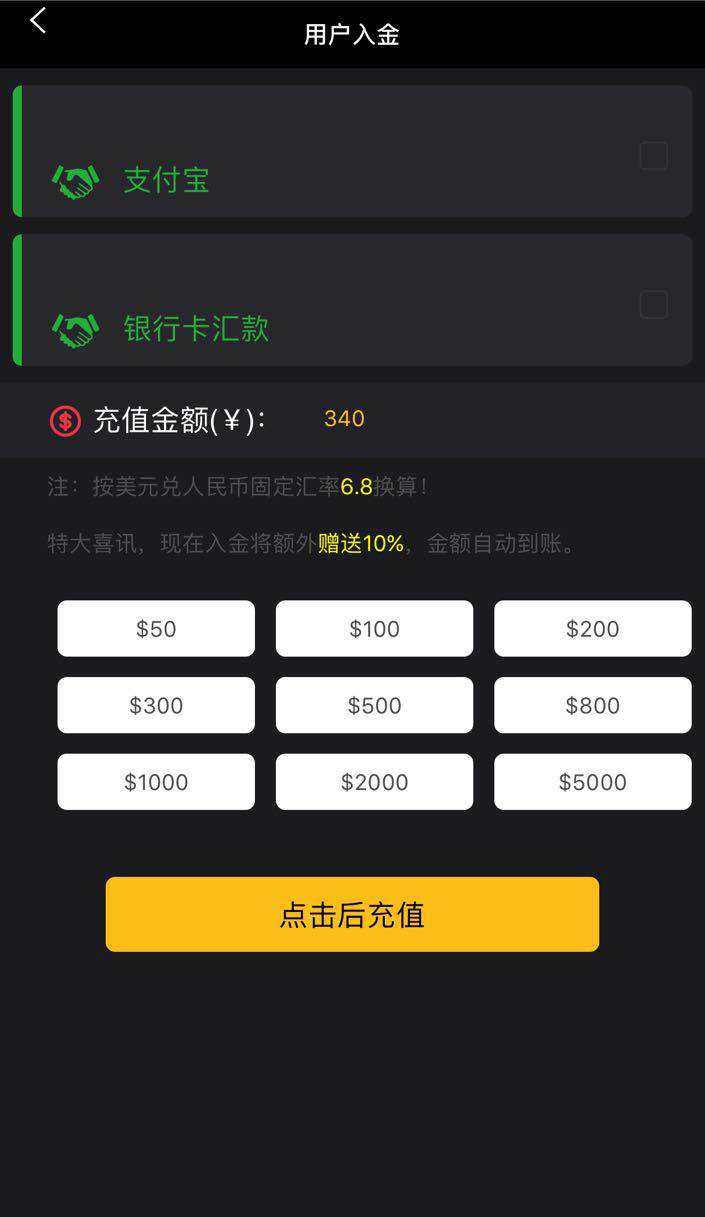 用户入金
支付宝
银行卡汇款
充值金额(￥): 340
注：按美元兑人民币固定汇率6.8换算！
特大喜讯，现在入金将额外赠送10%，金额自动到账。
$50 $100 $200
$300 $500 $800
$1000 $2000 $5000
点击后充值